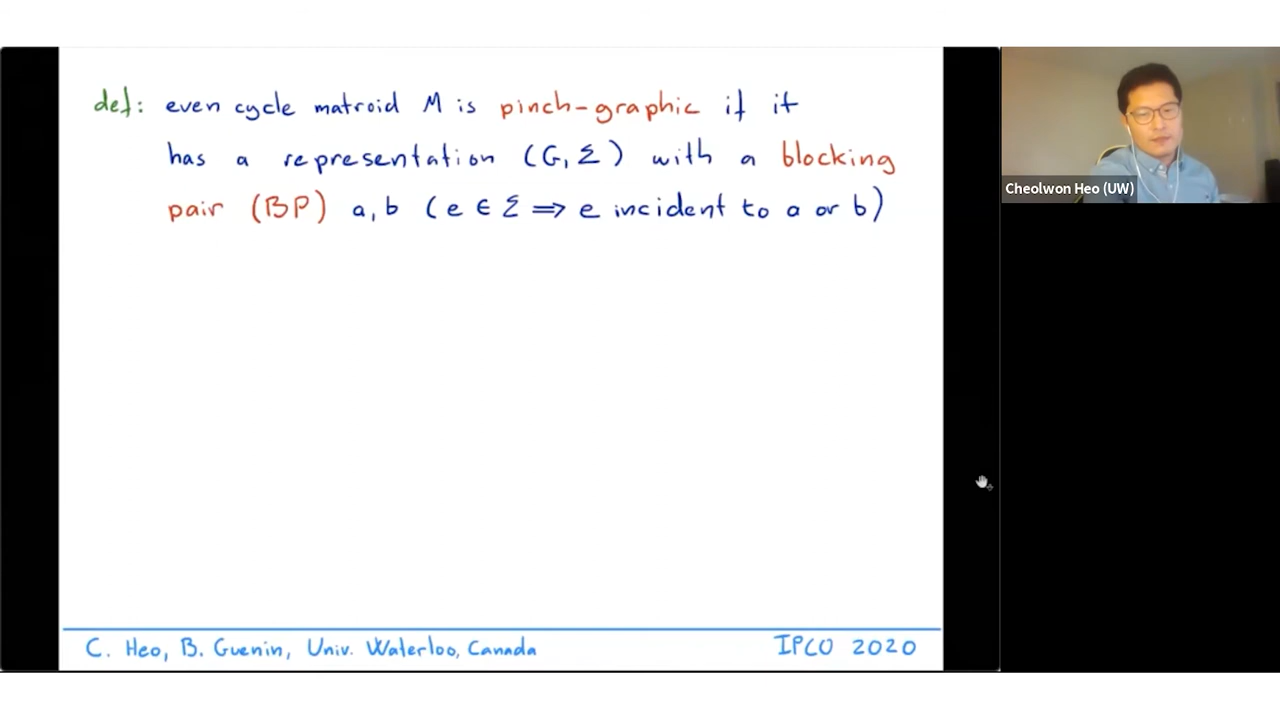 def: even cycle matroid M is pinch-graphic if it
has a representation (G, Σ) with a blocking
pair (BP) a, b (e ∈ Σ ⟹ e incident to a or b)
Cheolwon Heo (UW)
C. Heo, B. Guenin, Univ. Waterloo, Canada
IPCO 2020